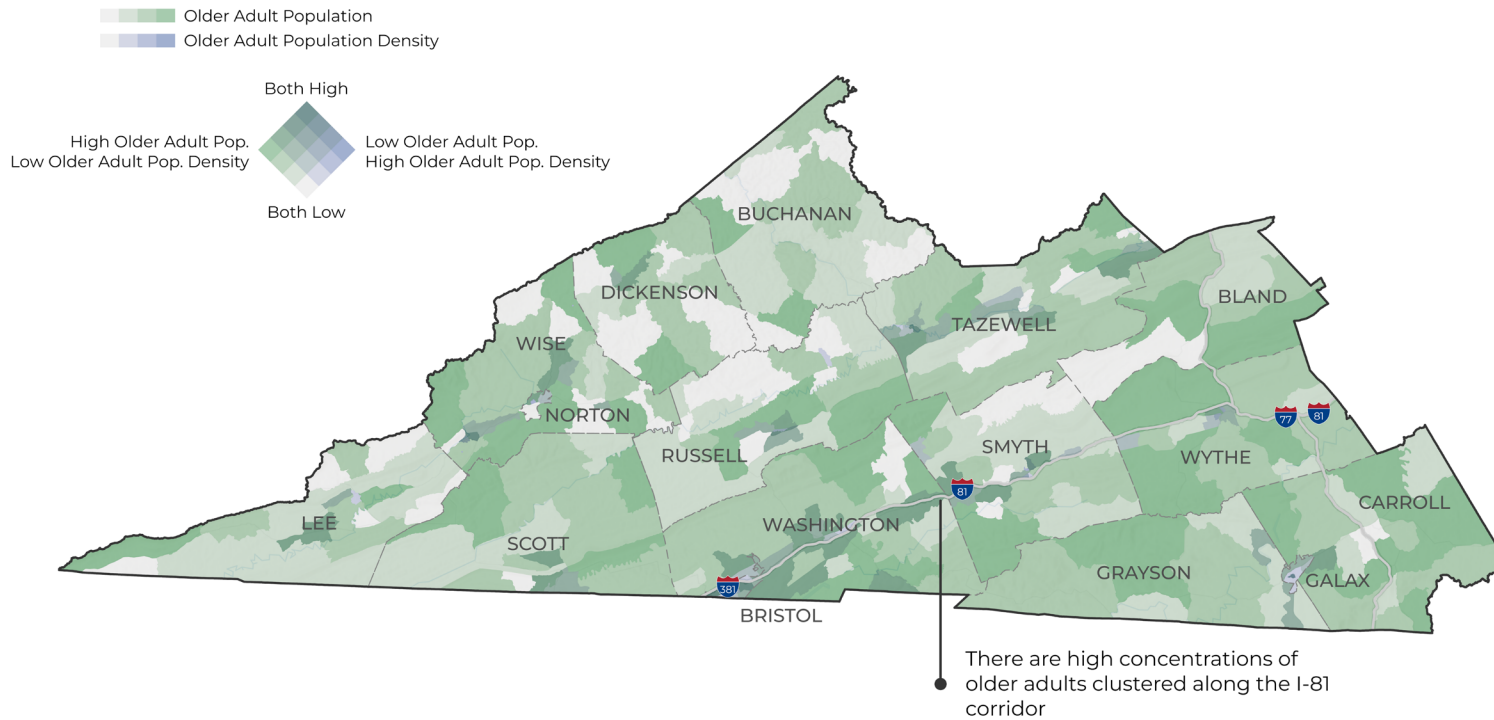 Older Adult Population
Older Adult Population Density
Both High
High Older Adult Pop.
Low Older Adult Pop. Density
Low Older Adult Pop.
High Older Adult Pop. Density
Both Low
BUCHANAN
DICKENSON
BLAND
TAZEWELL
WISE
NORTON
77
81
SMYTH
RUSSELL
WYTHE
81
CARROLL
LEE
WASHINGTON
SCOTT
GRAYSON
GALAX
381
BRISTOL
There are high concentrations of
older adults clustered along the I-81
corridor